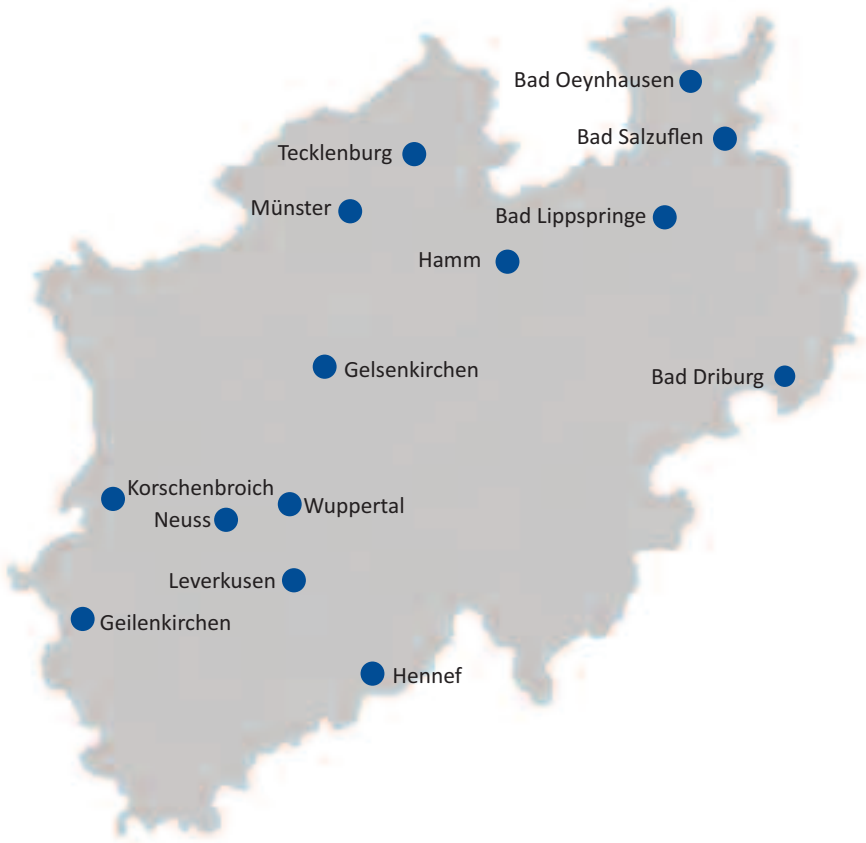 Bad Oeynhausen
Bad Salzuflen
Tecklenburg
Münster
Bad Lippspringe
Hamm
Gelsenkirchen
Bad Driburg
Korschenbroich
Wuppertal
Neuss
Leverkusen
Geilenkirchen
Hennef